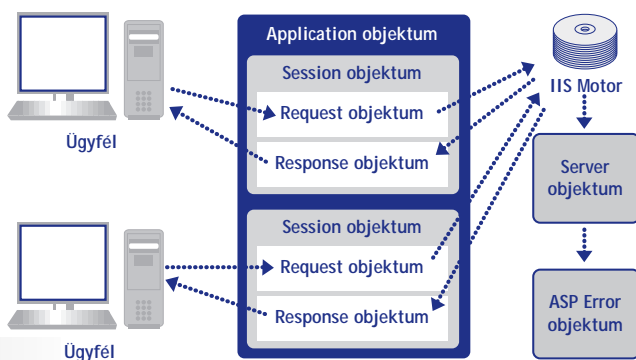 Application objektum
Session objektum
Request objektum
Response objektum
Ügyfél
IIS Motor
Server
objektum
Session objektum
Request objektum
Response objektum
Ügyfél
ASP Error
objektum